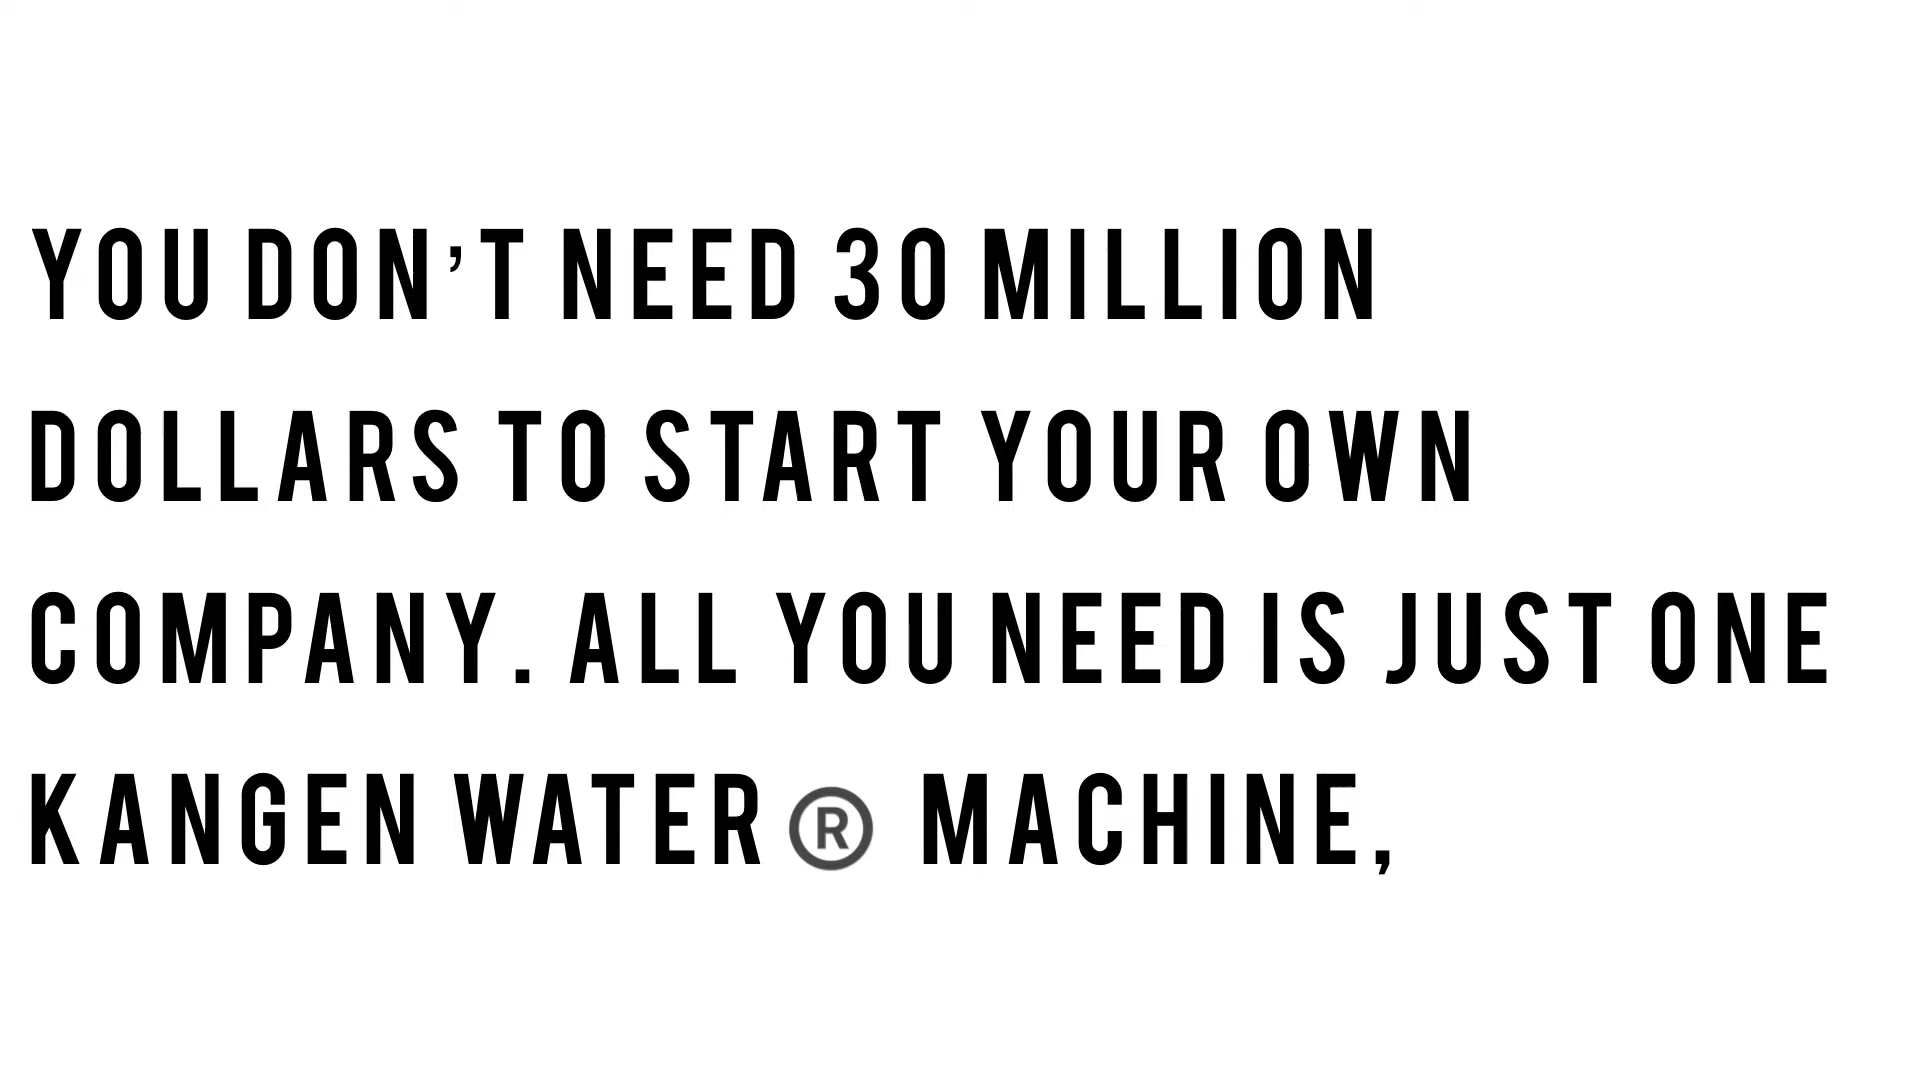 YOU DON'T NEED 30 MILLION
DOLLARS TO START YOUR OWN
COMPANY. ALL YOU NEED IS JUST ONE
KANGEN WATER® MACHINE,